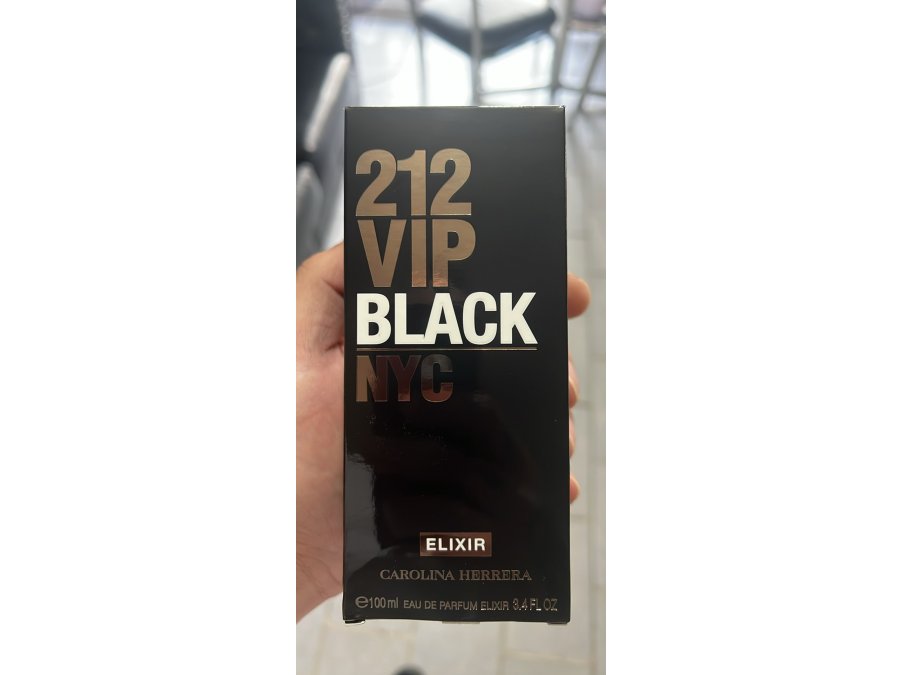 212
VIP
BLACK
NYC
ELIXIR
CAROLINA HERRERA
℮100 ml EAU DE PARFUM ELIXIR 3.4 FL OZ